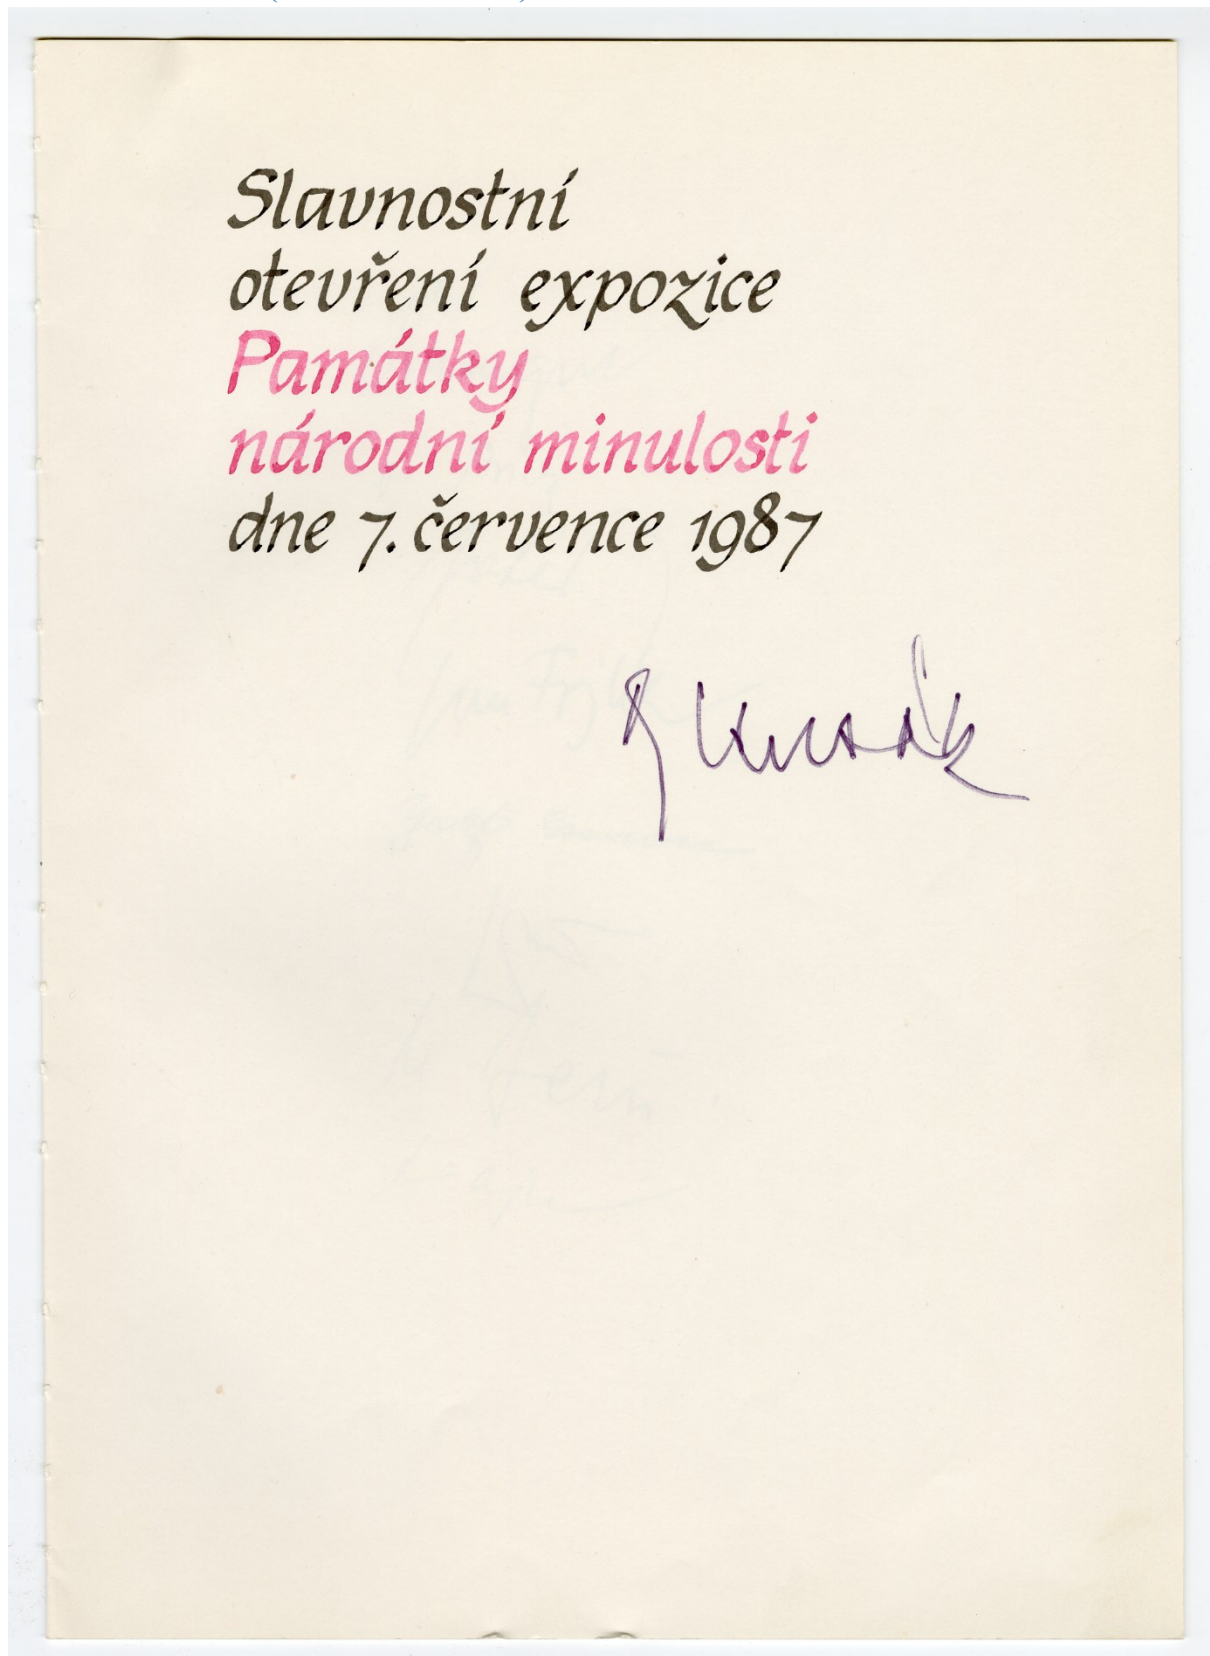 Slavnostní
otevření expozice
Památky
národní minulosti
dne 7. července 1987